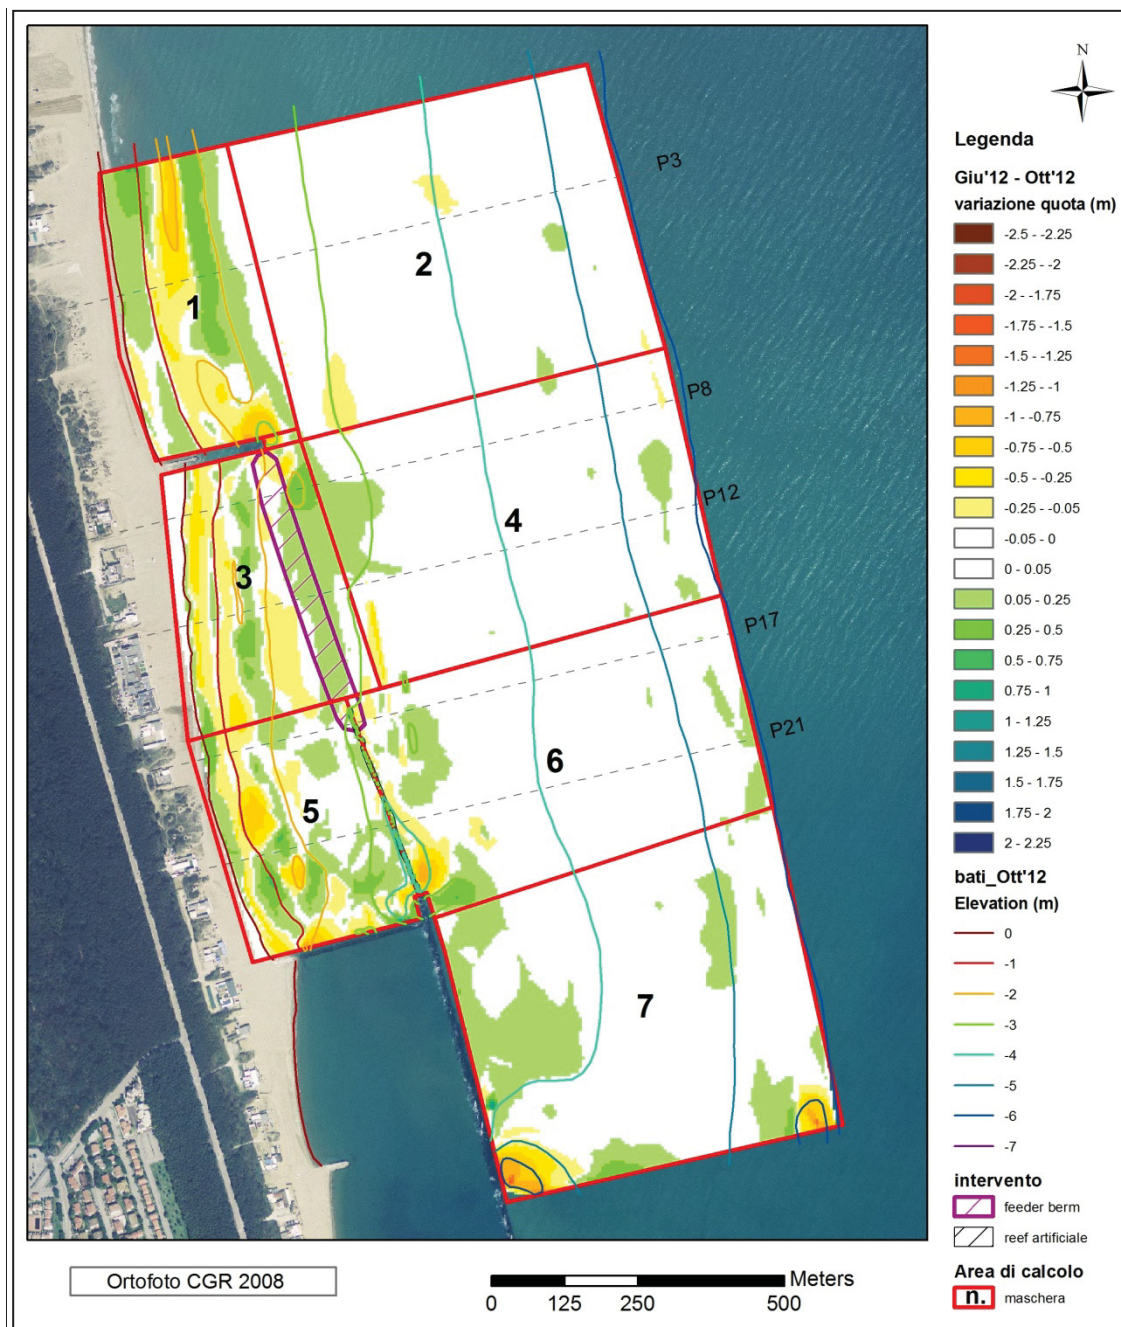 N
Legenda
Giu'12 - Ott'12
variazione quota (m)
-2.5 - -2.25
-2.25 - -2
-2 - -1.75
-1.75 - -1.5
-1.5 - -1.25
-1.25 - -1
-1 - -0.75
-0.75 - -0.5
-0.5 - -0.25
-0.25 - -0.05
-0.05 - 0
0 - 0.05
0.05 - 0.25
0.25 - 0.5
0.5 - 0.75
0.75 - 1
1 - 1.25
1.25 - 1.5
1.5 - 1.75
1.75 - 2
2 - 2.25
bati_Ott'12
Elevation (m)
0
-1
-2
-3
-4
-5
-6
-7
intervento
feeder berm
reef artificiale
Area di calcolo
n. maschera
P3
2
1
P8
P12
4
3
P17
P21
6
5
7
Ortofoto CGR 2008
Meters
0 125 250 500